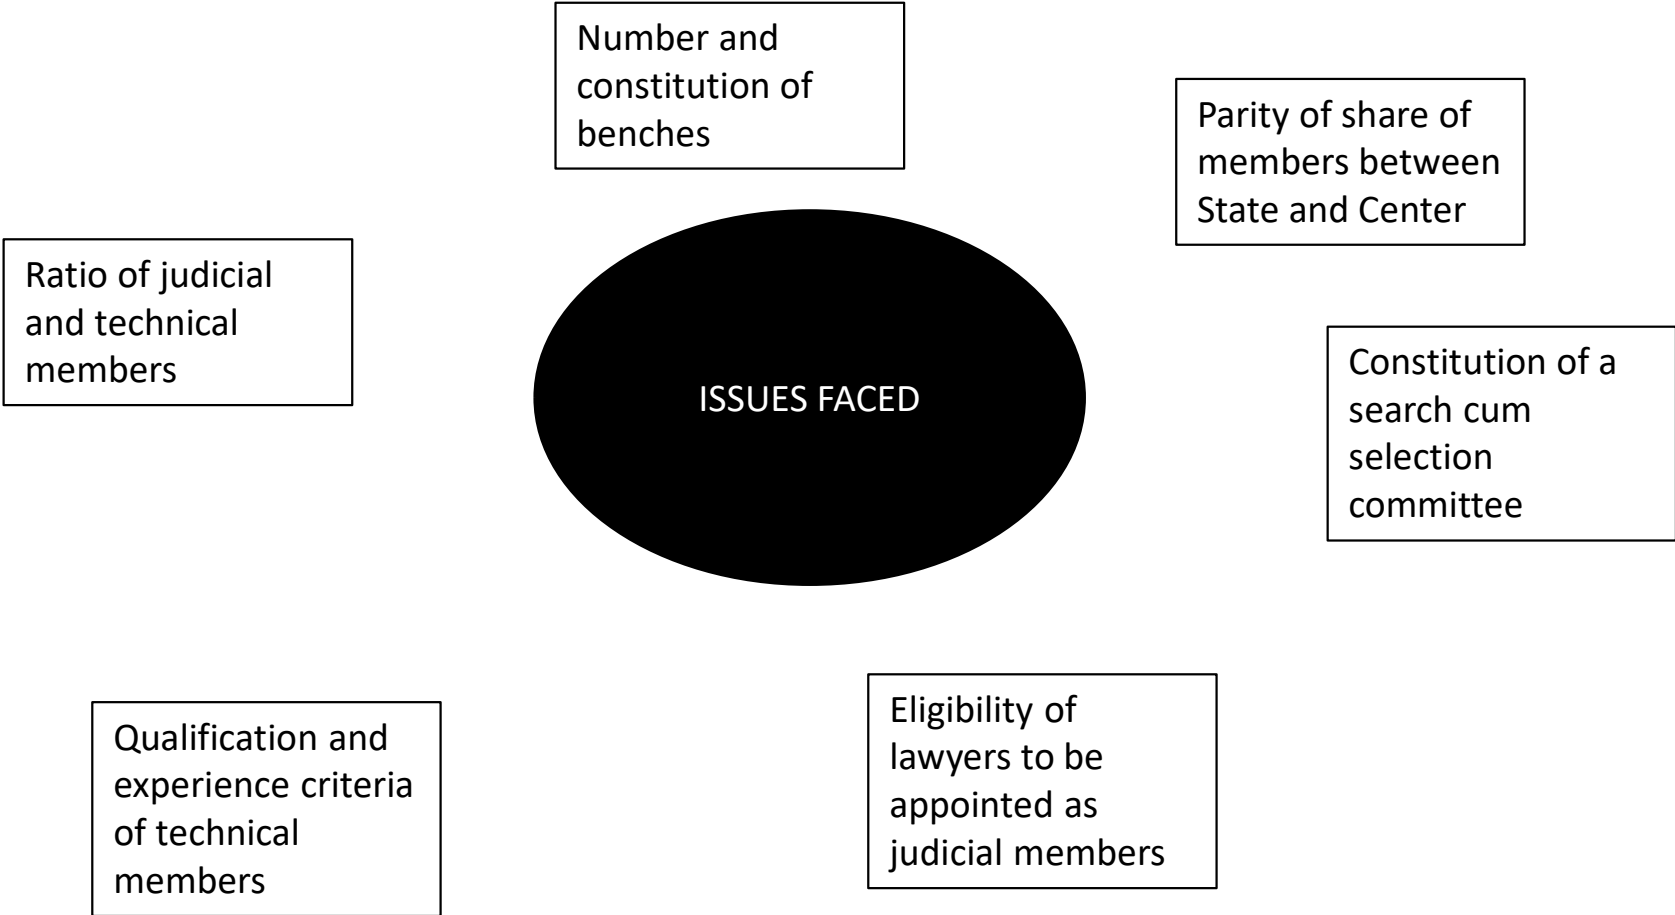 Number and
constitution of
benches
Parity of share of
members between
State and Center
Ratio of judicial
and technical
members
ISSUES FACED
Constitution of a
search cum
selection
committee
Qualification and
experience criteria
of technical
members
Eligibility of
lawyers to be
appointed as
judicial members